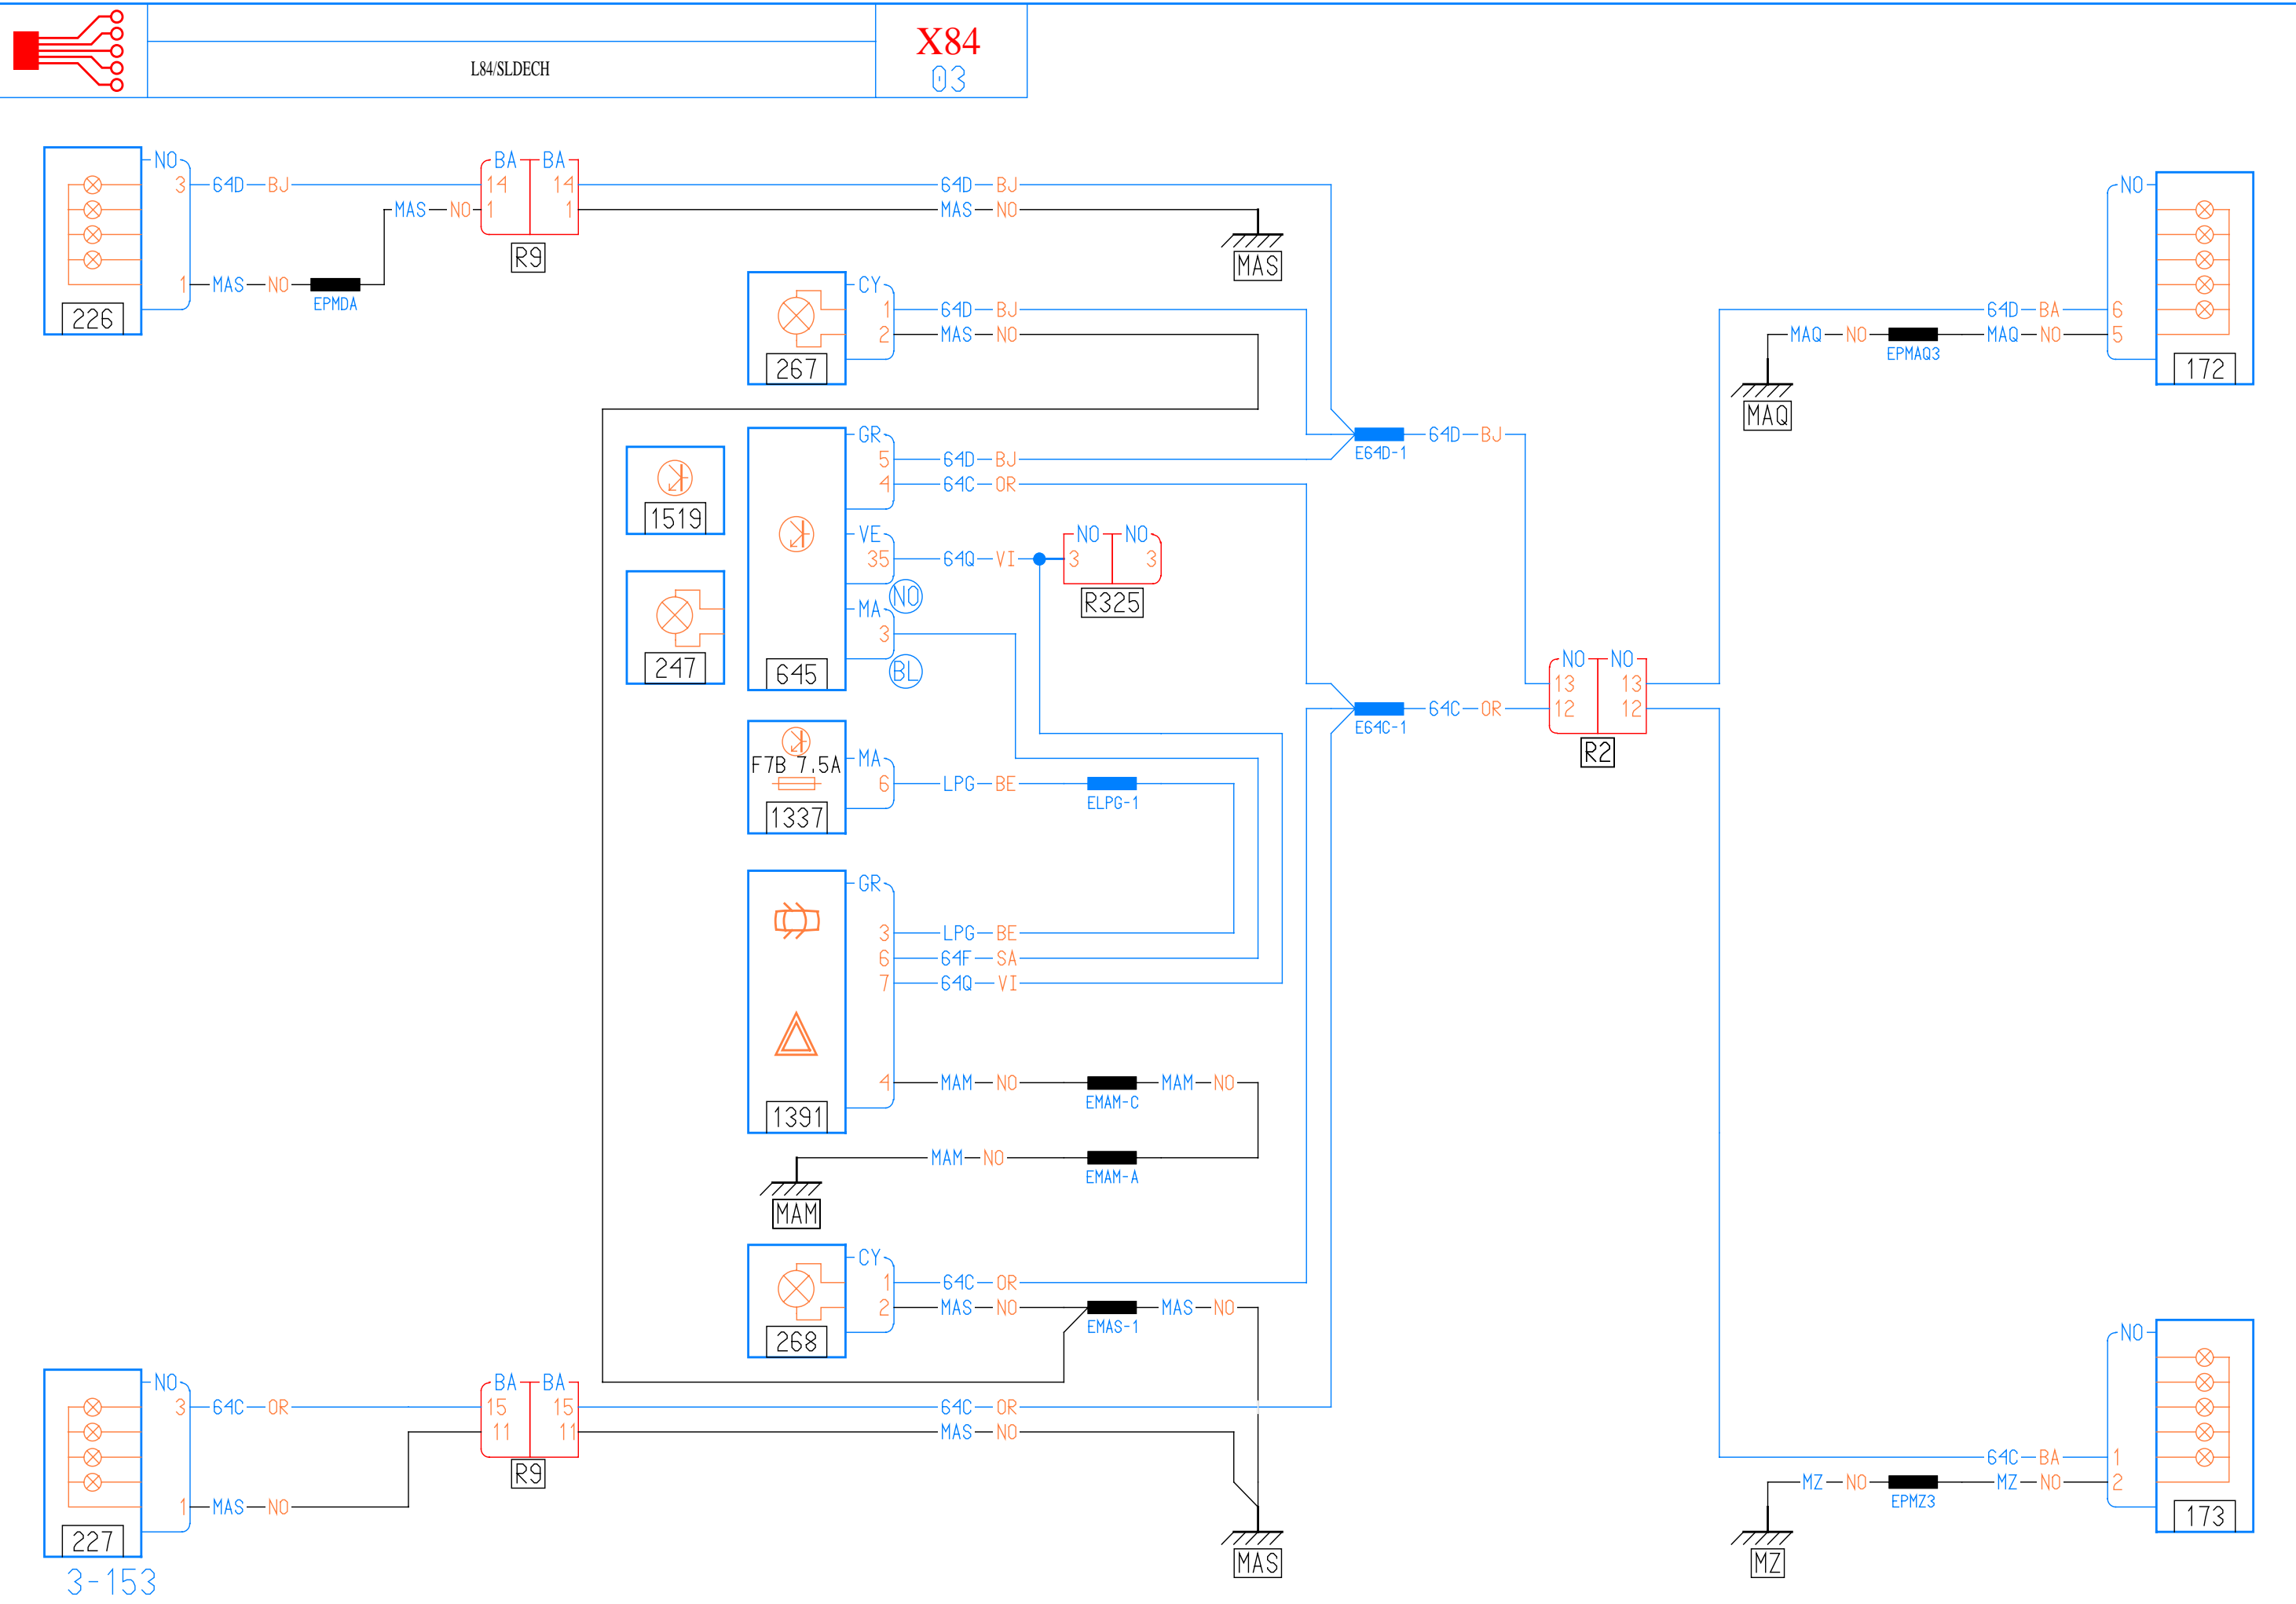 L84/SLDECH
X84
03
NO
3 64D BJ
MAS NO
1 MAS NO
EPMDA
226
BA BA
14 14
1 1
R9
64D BJ
MAS NO
MAS
CY
1 64D BJ
2 MAS NO
267
GR
5 64D BJ
4 64C OR
VE
35 64Q VI
NO
MA
3
BL
645
1519
247
NO NO
3 3
R325
E64D-1
64D BJ
E64C-1
64C OR
NO NO
13 13
12 12
R2
NO
64D BA 6
MAQ NO MAQ NO 5
EPMAQ3
MAQ
172
F7B 7.5A
MA
6 LPG BE
ELPG-1
1337
GR
3 LPG BE
6 64F SA
7 64Q VI
4 MAM NO MAM NO
EMAM-C
1391
MAM NO
EMAM-A
MAM
CY
1 64C OR
2 MAS NO MAS NO
EMAS-1
268
NO
3 64C OR
1 MAS NO
227
BA BA
15 15
11 11
R9
64C OR
MAS NO
MAS
NO
64C BA 1
MZ NO MZ NO 2
EPMZ3
MZ
173
3-153